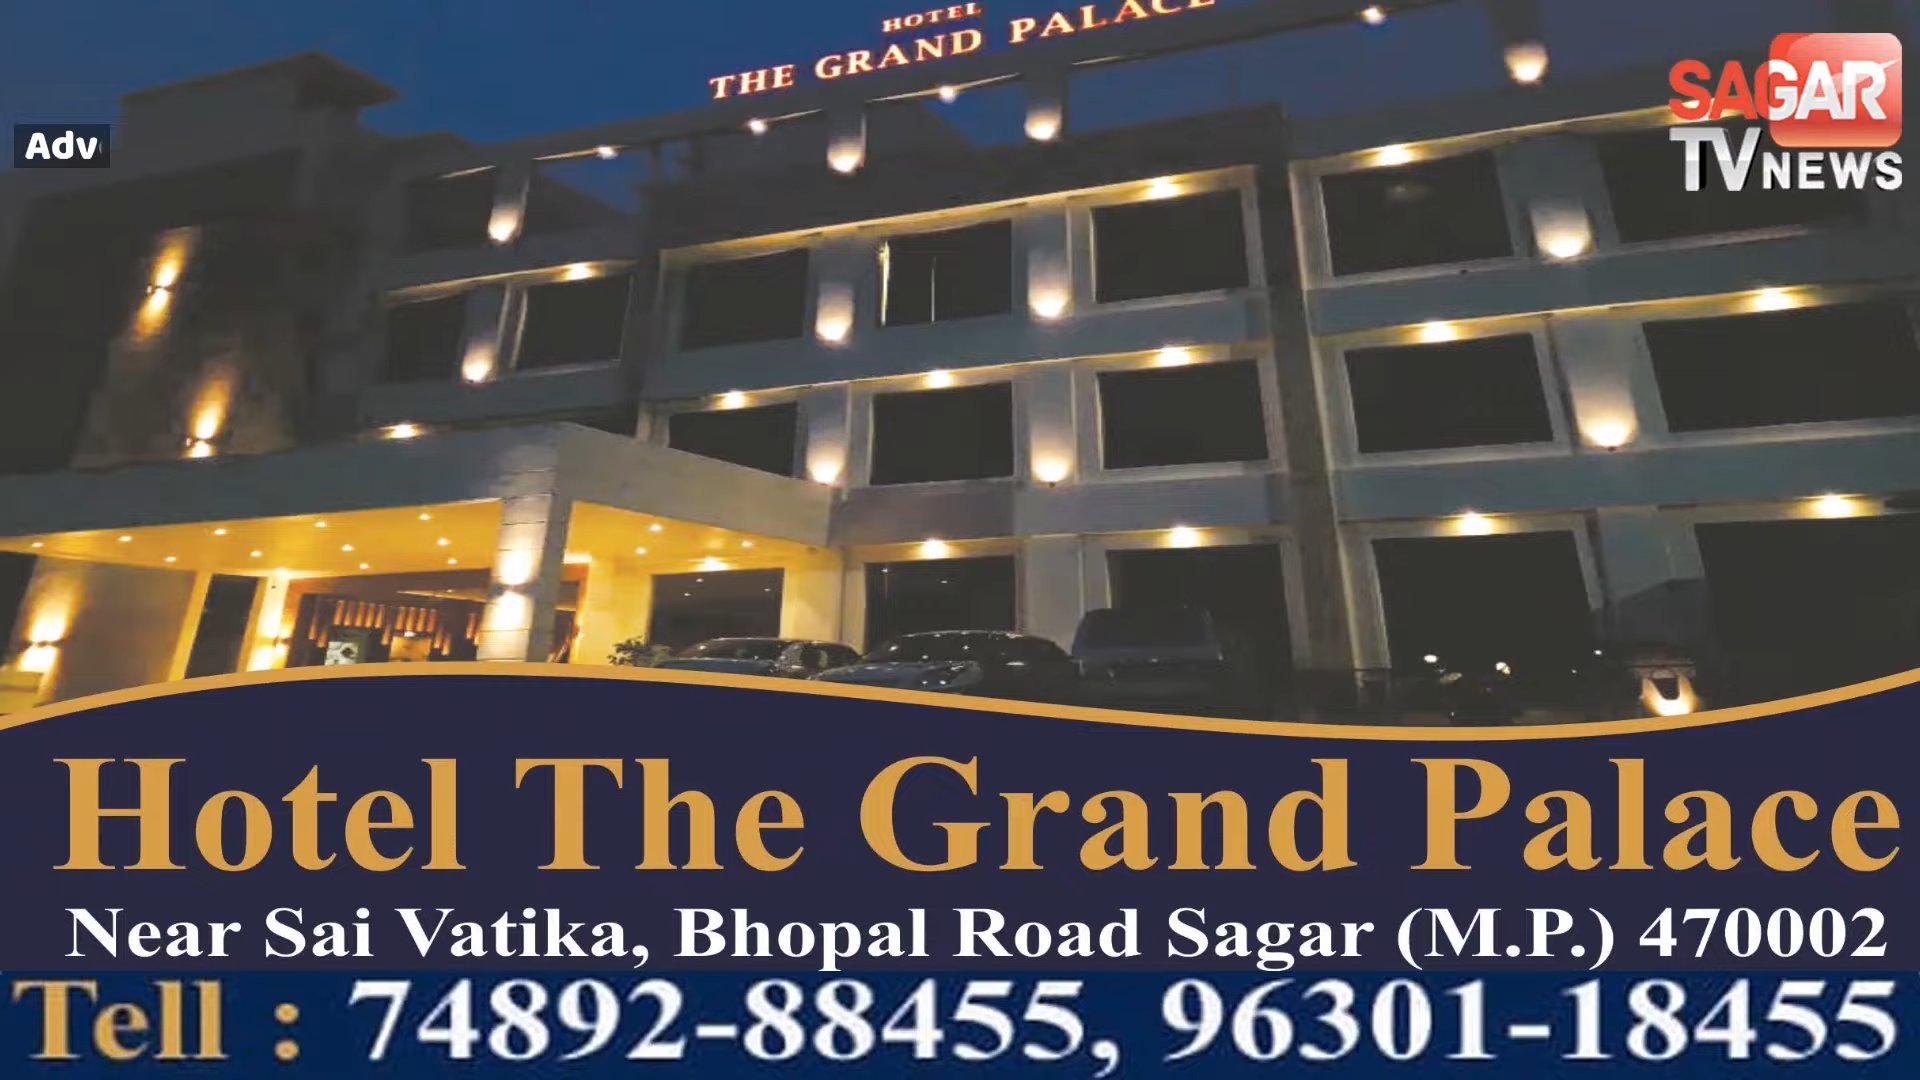 HOTEL
THE GRAND PALACE
SAGAR
TV NEWS
Adv
Hotel The Grand Palace
Near Sai Vatika, Bhopal Road Sagar (M.P.) 470002
Tell : 74892-88455, 96301-18455